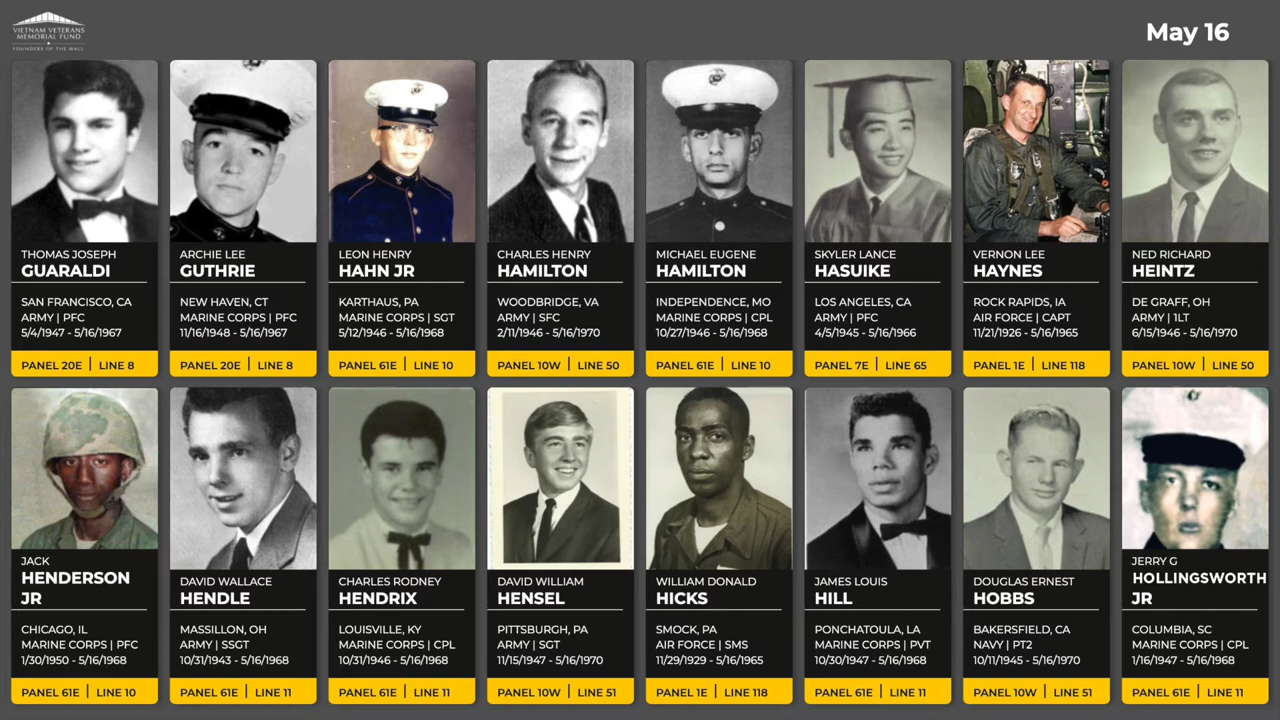 VIETNAM VETERANS
MEMORIAL FUND
FOUNDERS OF THE WALL
May 16
THOMAS JOSEPH
GUARALDI
SAN FRANCISCO, CA
ARMY | PFC
5/4/1947 - 5/16/1967
PANEL 20E | LINE 8
ARCHIE LEE
GUTHRIE
NEW HAVEN, CT
MARINE CORPS | PFC
11/16/1948 - 5/16/1967
PANEL 20E | LINE 8
LEON HENRY
HAHN JR
KARTHAUS, PA
MARINE CORPS | SGT
5/12/1946 - 5/16/1968
PANEL 61E | LINE 10
CHARLES HENRY
HAMILTON
WOODBRIDGE, VA
ARMY | SFC
2/11/1946 - 5/16/1970
PANEL 10W | LINE 50
MICHAEL EUGENE
HAMILTON
INDEPENDENCE, MO
MARINE CORPS | CPL
10/27/1946 - 5/16/1968
PANEL 61E | LINE 10
SKYLER LANCE
HASUIKE
LOS ANGELES, CA
ARMY | PFC
4/5/1945 - 5/16/1966
PANEL 7E | LINE 65
VERNON LEE
HAYNES
ROCK RAPIDS, IA
AIR FORCE | CAPT
11/21/1926 - 5/16/1965
PANEL 1E | LINE 118
NED RICHARD
HEINTZ
DE GRAFF, OH
ARMY | 1LT
6/15/1946 - 5/16/1970
PANEL 10W | LINE 50
JACK
HENDERSON
JR
CHICAGO, IL
MARINE CORPS | PFC
1/30/1950 - 5/16/1968
PANEL 61E | LINE 10
DAVID WALLACE
HENDLE
MASSILLON, OH
ARMY | SSGT
10/31/1943 - 5/16/1968
PANEL 61E | LINE 11
CHARLES RODNEY
HENDRIX
LOUISVILLE, KY
MARINE CORPS | CPL
10/31/1946 - 5/16/1968
PANEL 61E | LINE 11
DAVID WILLIAM
HENSEL
PITTSBURGH, PA
ARMY | SGT
11/15/1947 - 5/16/1970
PANEL 10W | LINE 51
WILLIAM DONALD
HICKS
SMOCK, PA
AIR FORCE | SMS
11/29/1929 - 5/16/1965
PANEL 1E | LINE 118
JAMES LOUIS
HILL
PONCHATOULA, LA
MARINE CORPS | PVT
10/30/1947 - 5/16/1968
PANEL 61E | LINE 11
DOUGLAS ERNEST
HOBBS
BAKERSFIELD, CA
NAVY | PT2
10/11/1945 - 5/16/1970
PANEL 10W | LINE 51
JERRY G
HOLLINGSWORTH
JR
COLUMBIA, SC
MARINE CORPS | CPL
1/16/1947 - 5/16/1968
PANEL 61E | LINE 11